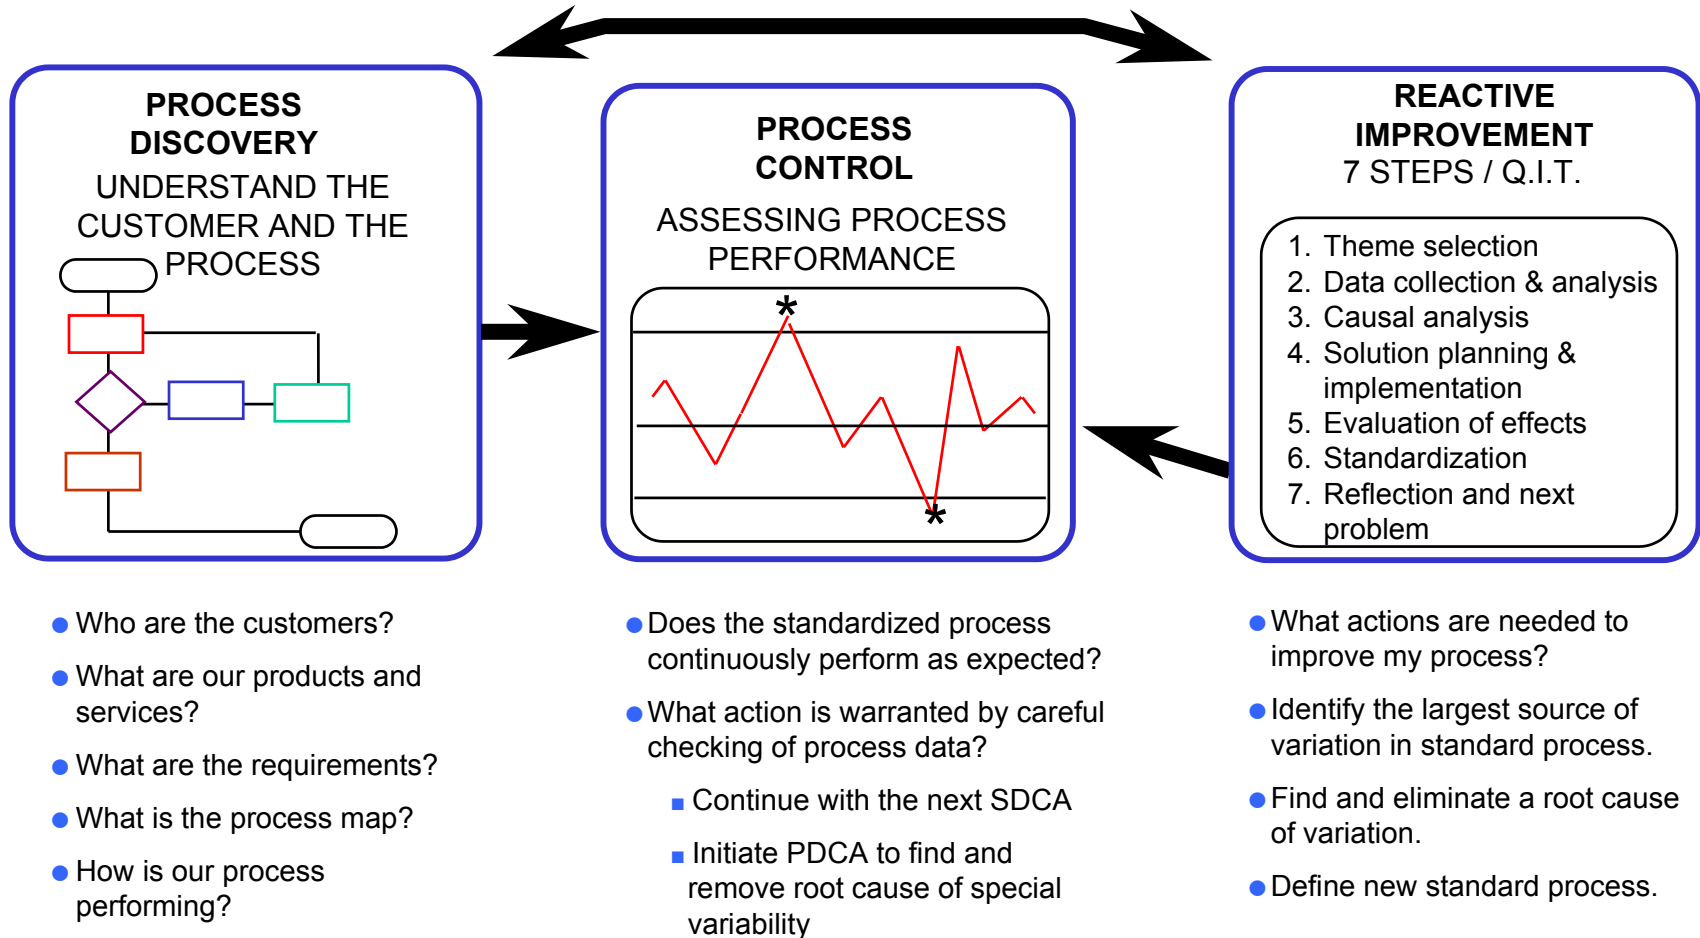 PROCESS
DISCOVERY
UNDERSTAND THE
CUSTOMER AND THE
PROCESS
PROCESS
CONTROL
ASSESSING PROCESS
PERFORMANCE
*
*
REACTIVE
IMPROVEMENT
7 STEPS / Q.I.T.
1. Theme selection
2. Data collection & analysis
3. Causal analysis
4. Solution planning &
implementation
5. Evaluation of effects
6. Standardization
7. Reflection and next
problem
● Who are the customers?
● What are our products and
services?
● What are the requirements?
● What is the process map?
● How is our process
performing?
● Does the standardized process
continuously perform as expected?
● What action is warranted by careful
checking of process data?
■ Continue with the next SDCA
■ Initiate PDCA to find and
remove root cause of special
variability
● What actions are needed to
improve my process?
● Identify the largest source of
variation in standard process.
● Find and eliminate a root cause
of variation.
● Define new standard process.